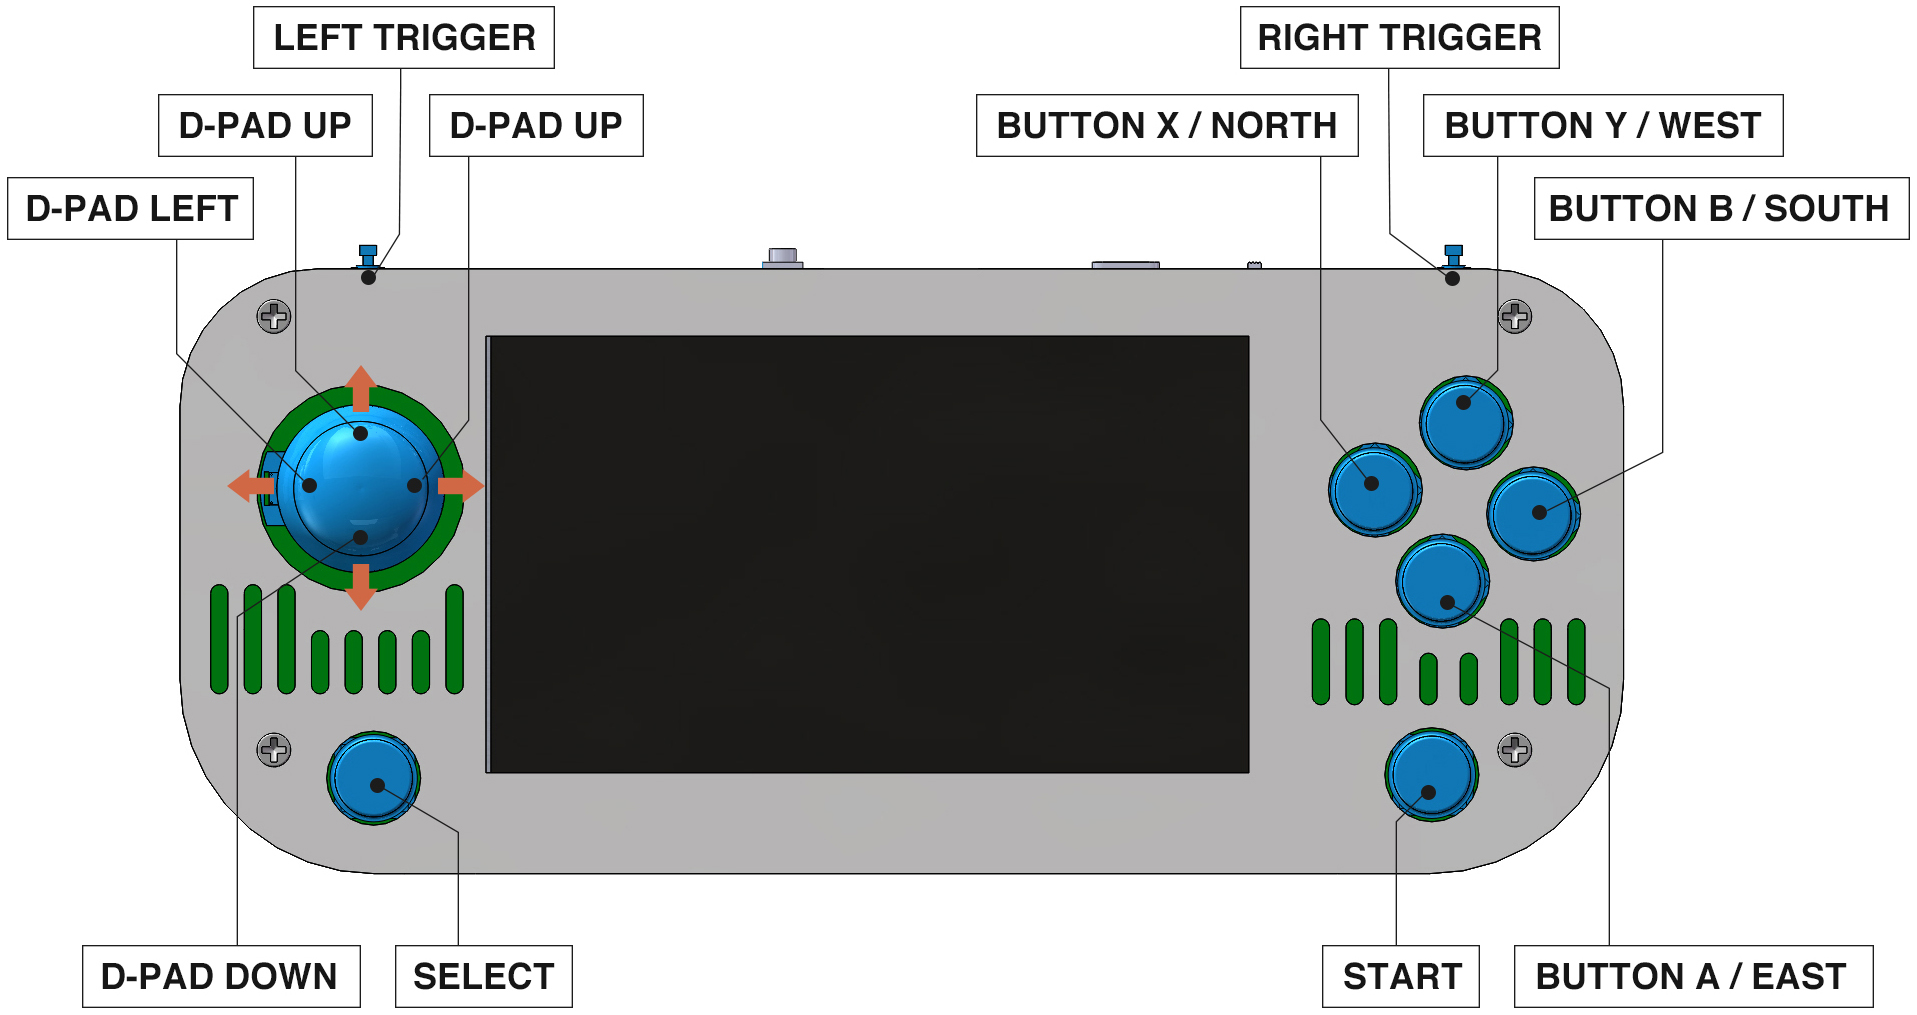 LEFT TRIGGER
RIGHT TRIGGER
D-PAD UP
D-PAD UP
BUTTON X / NORTH
BUTTON Y / WEST
D-PAD LEFT
BUTTON B / SOUTH
D-PAD DOWN
SELECT
START
BUTTON A / EAST